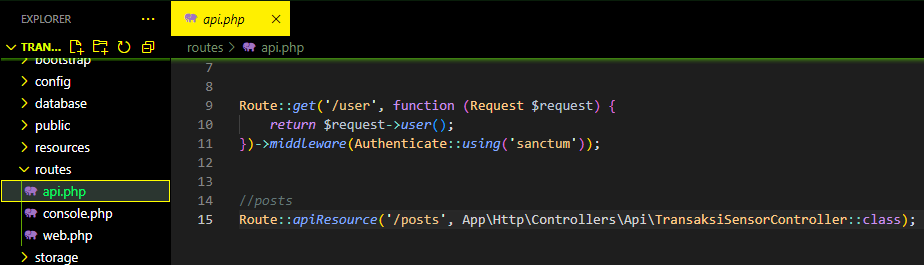 EXPLORER ...
api.php
TRAN...
routes > api.php
bootstrap
config
database
public
resources
routes
api.php
console.php
web.php
storage
7
8
9 Route::get('/user', function (Request $request) {
10 return $request->user();
11 })->middleware(Authenticate::using('sanctum'));
12
13
14 //posts
15 Route::apiResource('/posts', App\Http\Controllers\Api\TransaksiSensorController::class);